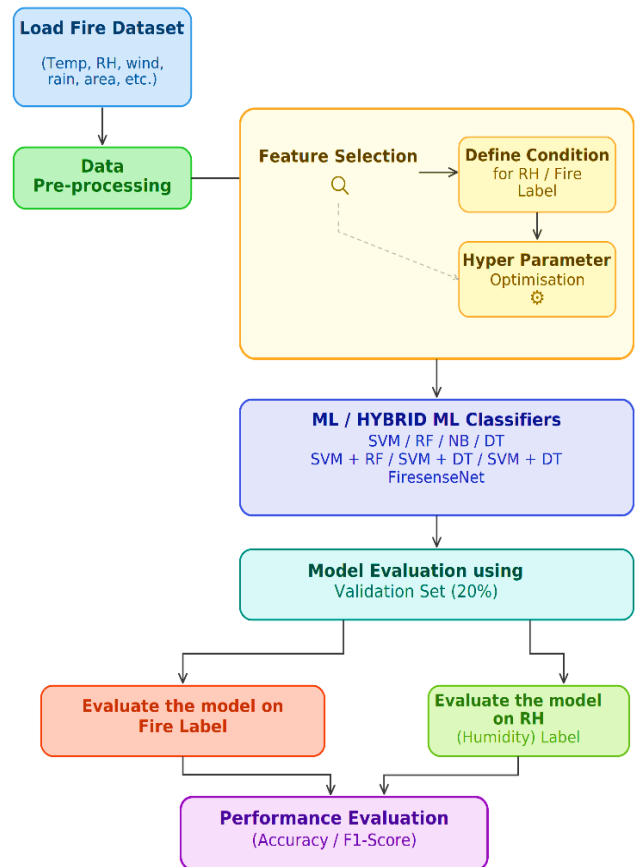 Load Fire Dataset
(Temp, RH, wind,
rain, area, etc.)
Data
Pre-processing
Feature Selection
Define Condition
for RH / Fire
Label
Hyper Parameter
Optimisation
ML / HYBRID ML Classifiers
SVM / RF / NB / DT
SVM + RF / SVM + DT / SVM + DT
FiresenseNet
Model Evaluation using
Validation Set (20%)
Evaluate the model on
Fire Label
Evaluate the model
on RH
(Humidity) Label
Performance Evaluation
(Accuracy / F1-Score)